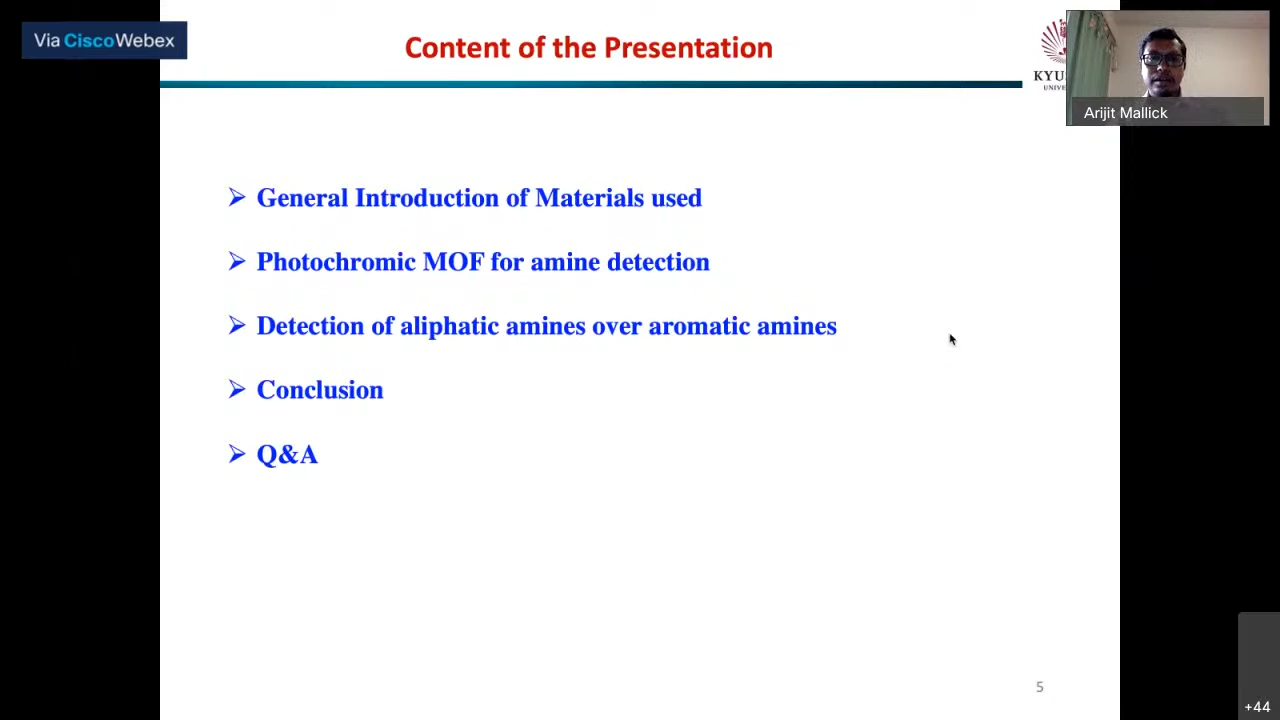 Via CiscoWebex
Content of the Presentation
Arijit Mallick
➢ General Introduction of Materials used
➢ Photochromic MOF for amine detection
➢ Detection of aliphatic amines over aromatic amines
➢ Conclusion
➢ Q&A
5
+44